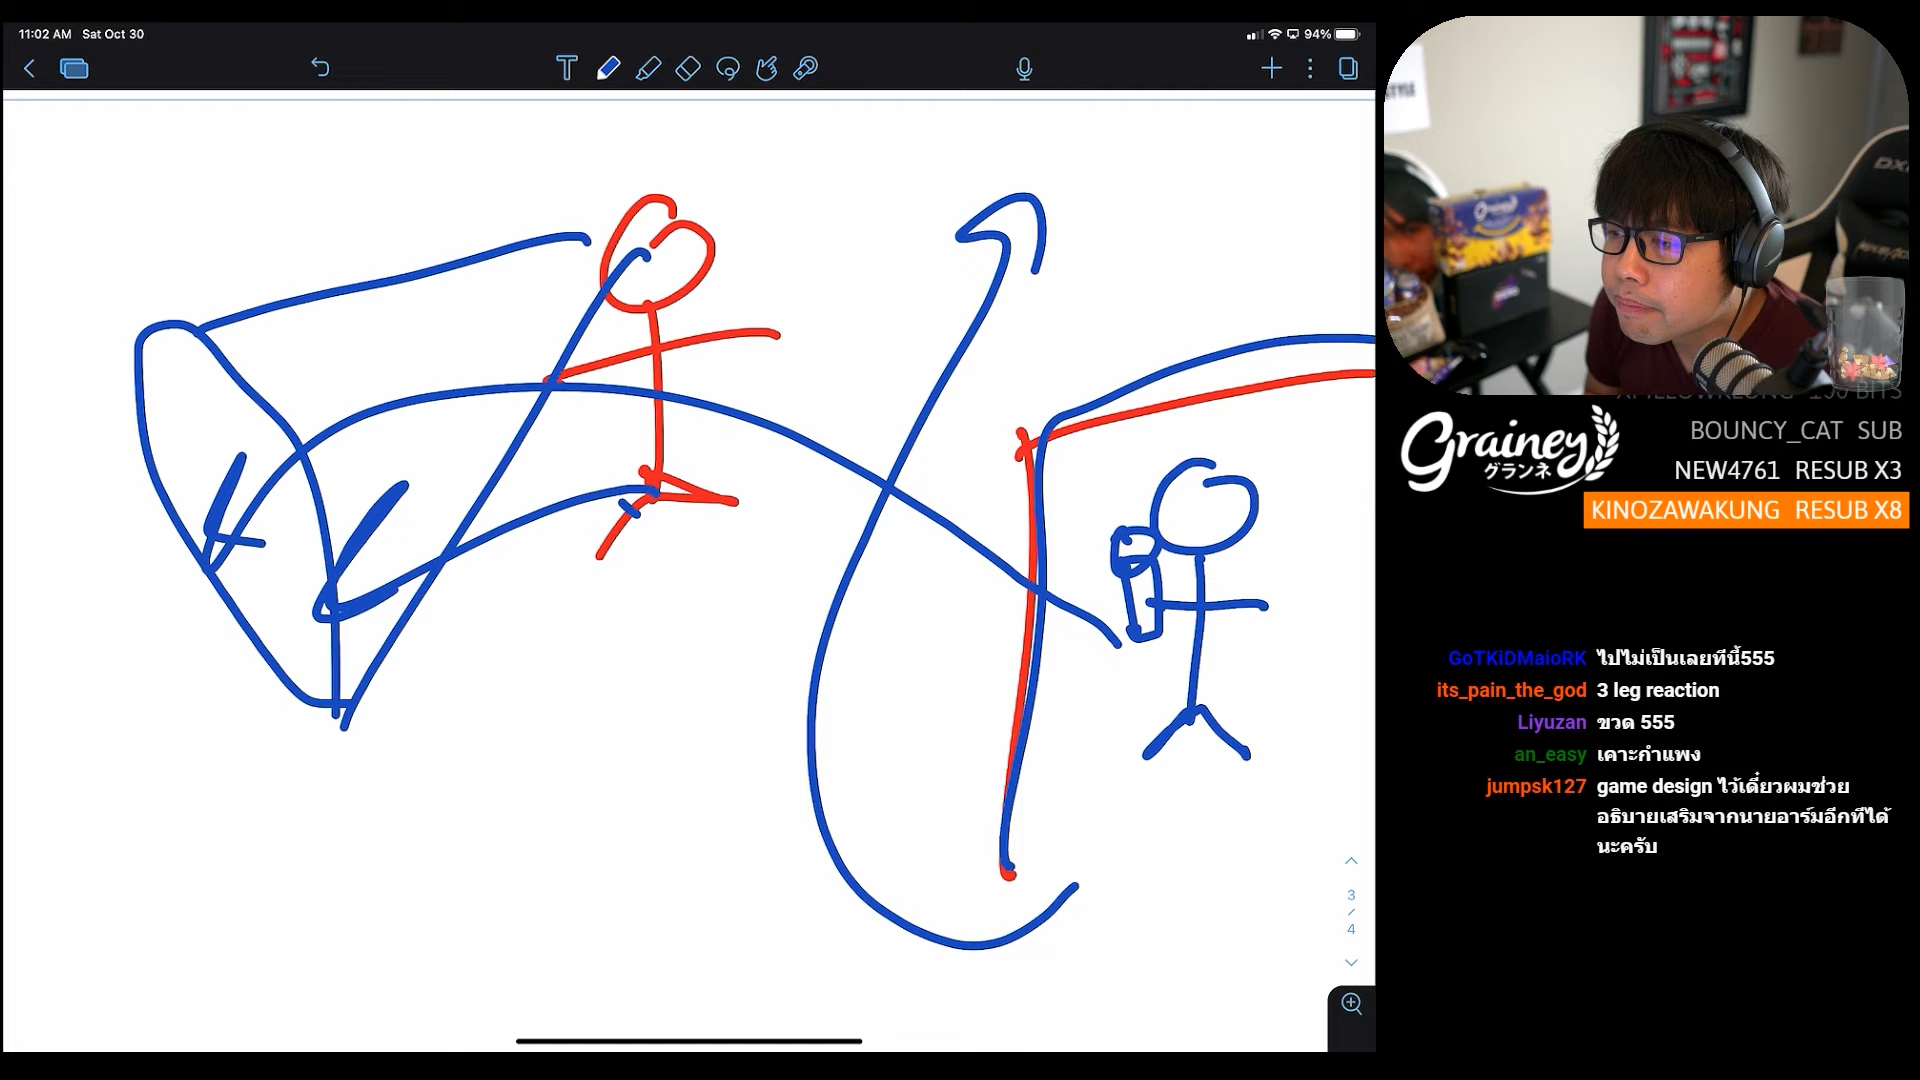 11:02 AM Sat Oct 30
94%
T
STYLE
Grainey
グランネ
100 BITS
BOUNCY_CAT SUB
NEW4761 RESUB X3
KINOZAWAKUNG RESUB X8
GoTKiDMaioRK ไปไม่เป็นเลยทีนี้555
its_pain_the_god 3 leg reaction
Liyuzan ขวด 555
an_easy เคาะกำแพง
jumpsk127 game design ไว้เดี๋ยวผมช่วย
อธิบายเสริมจากนายอาร์มอีกทีได้
นะครับ
3
/
4